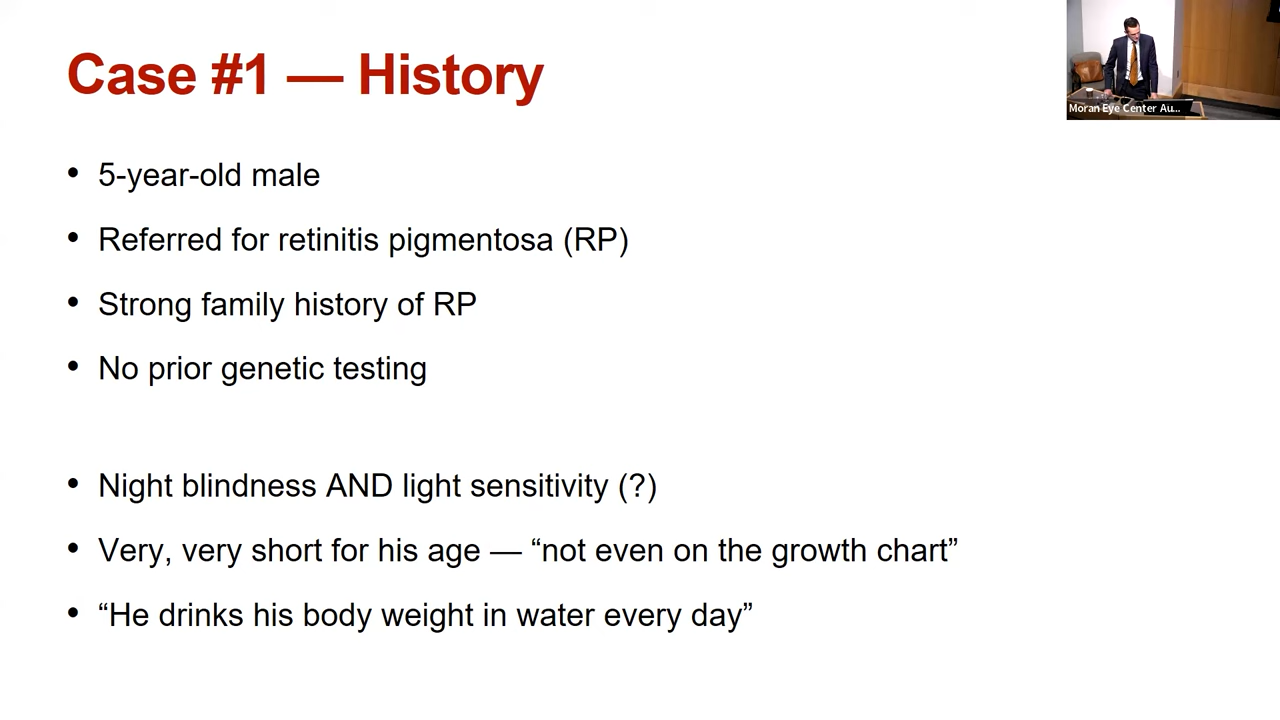 Case #1 — History
Moran Eye Center Au...
• 5-year-old male
• Referred for retinitis pigmentosa (RP)
• Strong family history of RP
• No prior genetic testing
• Night blindness AND light sensitivity (?)
• Very, very short for his age — “not even on the growth chart”
• “He drinks his body weight in water every day”